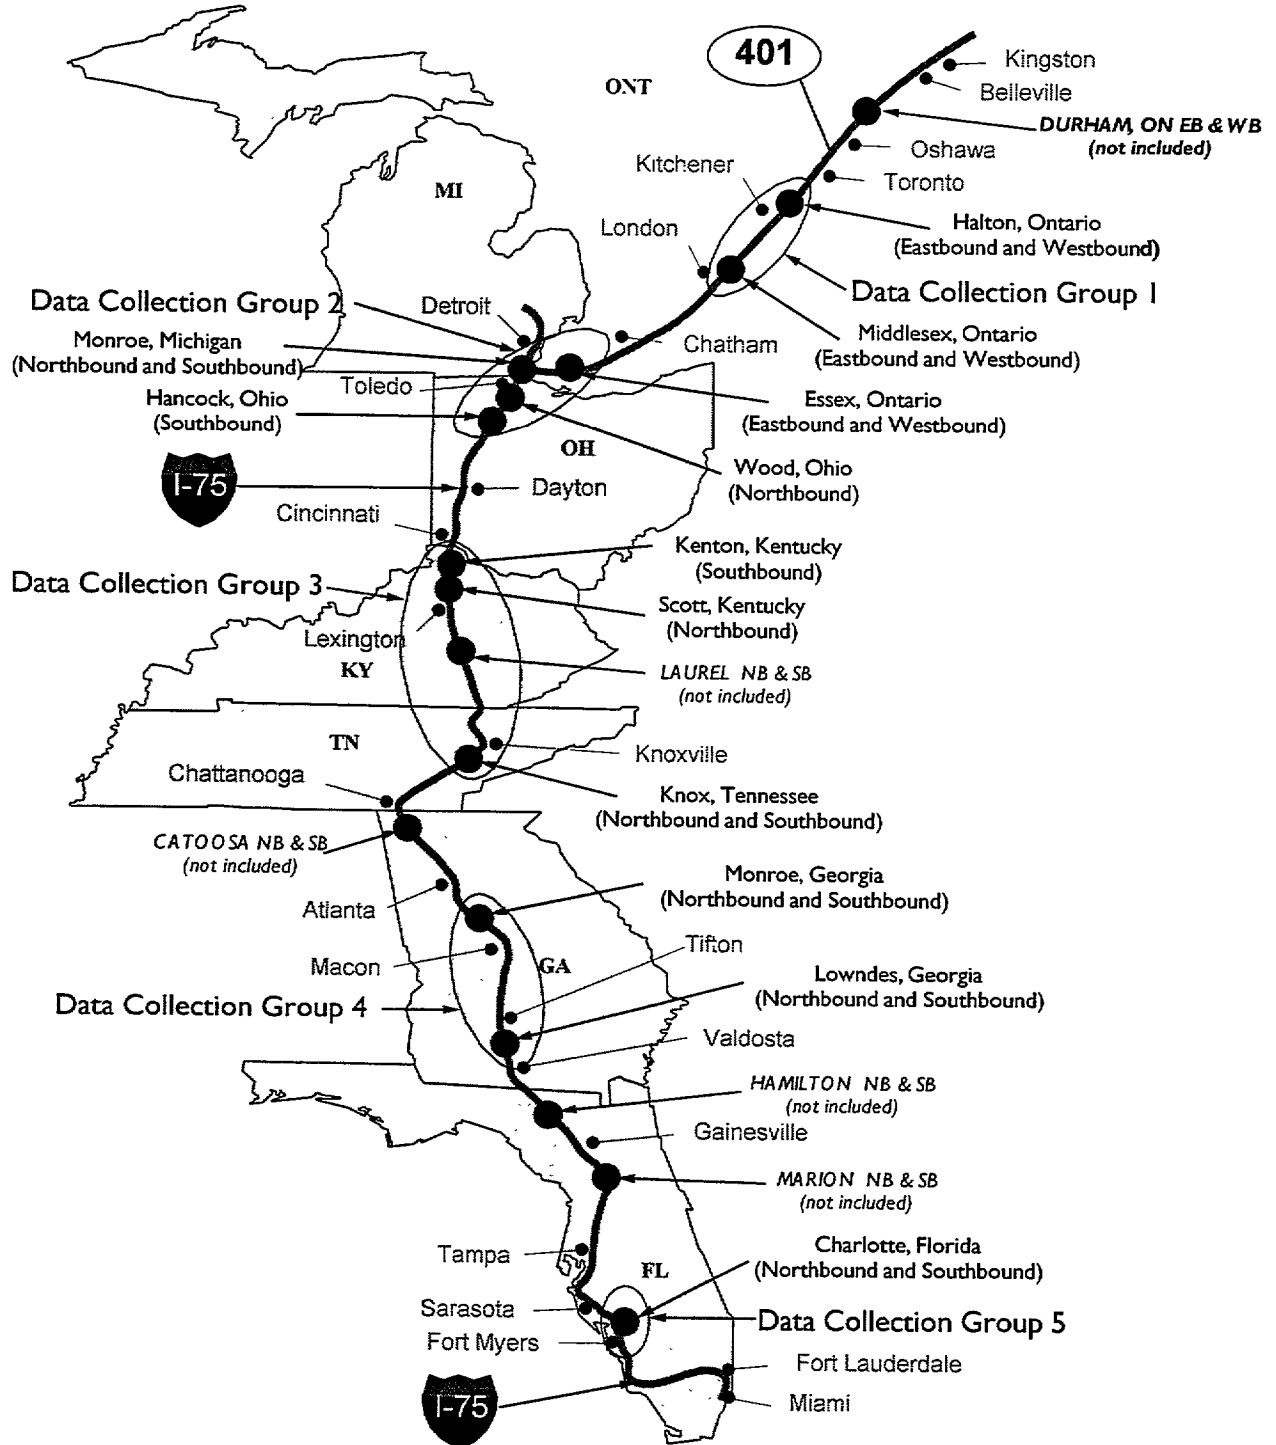 401
Kingston
Belleville
ONT
DURHAM, ON EB & WB
(not included)
Oshawa
Kitchener
Toronto
MI
Halton, Ontario
(Eastbound and Westbound)
London
Data Collection Group 1
Data Collection Group 2
Detroit
Middlesex, Ontario
(Eastbound and Westbound)
Monroe, Michigan
(Northbound and Southbound)
Chatham
Toledo
Hancock, Ohio
(Southbound)
Essex, Ontario
(Eastbound and Westbound)
OH
Wood, Ohio
(Northbound)
I-75
Dayton
Cincinnati
Kenton, Kentucky
(Southbound)
Data Collection Group 3
Scott, Kentucky
(Northbound)
Lexington
KY
LAUREL NB & SB
(not included)
TN
Knoxville
Chattanooga
Knox, Tennessee
(Northbound and Southbound)
CATOOSA NB & SB
(not included)
Monroe, Georgia
(Northbound and Southbound)
Atlanta
Tifton
Macon
GA
Lowndes, Georgia
(Northbound and Southbound)
Data Collection Group 4
Valdosta
HAMILTON NB & SB
(not included)
Gainesville
MARION NB & SB
(not included)
Tampa
Charlotte, Florida
(Northbound and Southbound)
FL
Sarasota
Data Collection Group 5
Fort Myers
Fort Lauderdale
I-75
Miami